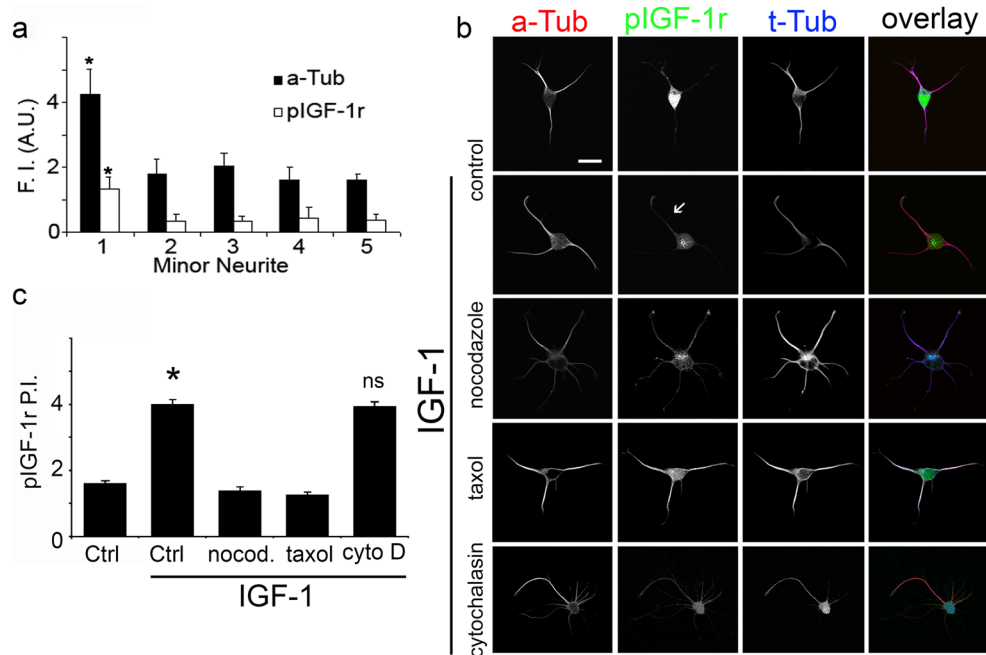 a
F. I. (A.U.)
4
2
0
*
*
a-Tub
pIGF-1r
1 2 3 4 5
Minor Neurite
b
a-Tub pIGF-1r t-Tub overlay
control
nocodazole
taxol
cytochalasin
IGF-1
c
pIGF-1r P.I.
4
2
0
*
ns
Ctrl Ctrl nocod. taxol cyto D
IGF-1